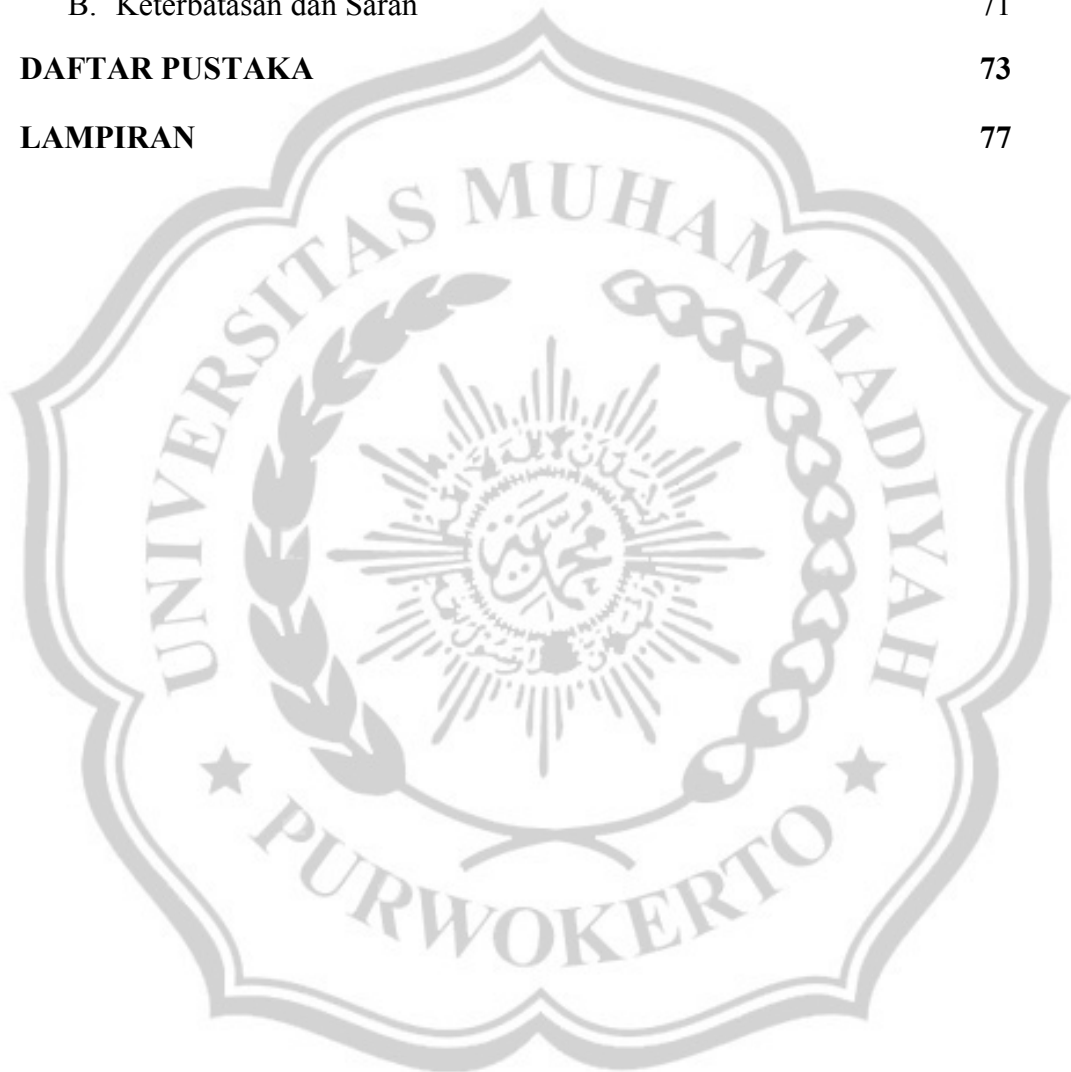 B. Keterbatasan dan Saran 71
DAFTAR PUSTAKA 73
LAMPIRAN 77
UNIVERSITAS MUHAMMADIYAH
PURWOKERTO